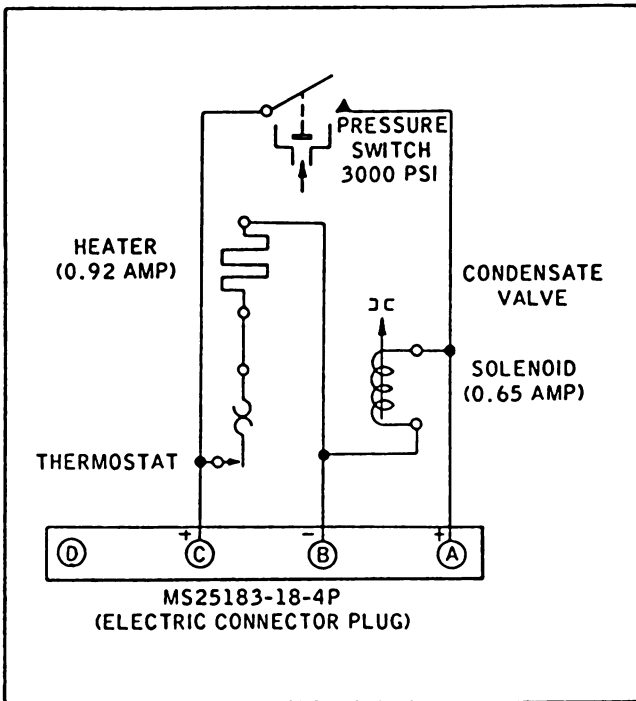 PRESSURE
SWITCH
3000 PSI
HEATER
(0.92 AMP)
CONDENSATE
VALVE
SOLENOID
(0.65 AMP)
THERMOSTAT
+ - +
D C B A
MS25183-18-4P
(ELECTRIC CONNECTOR PLUG)